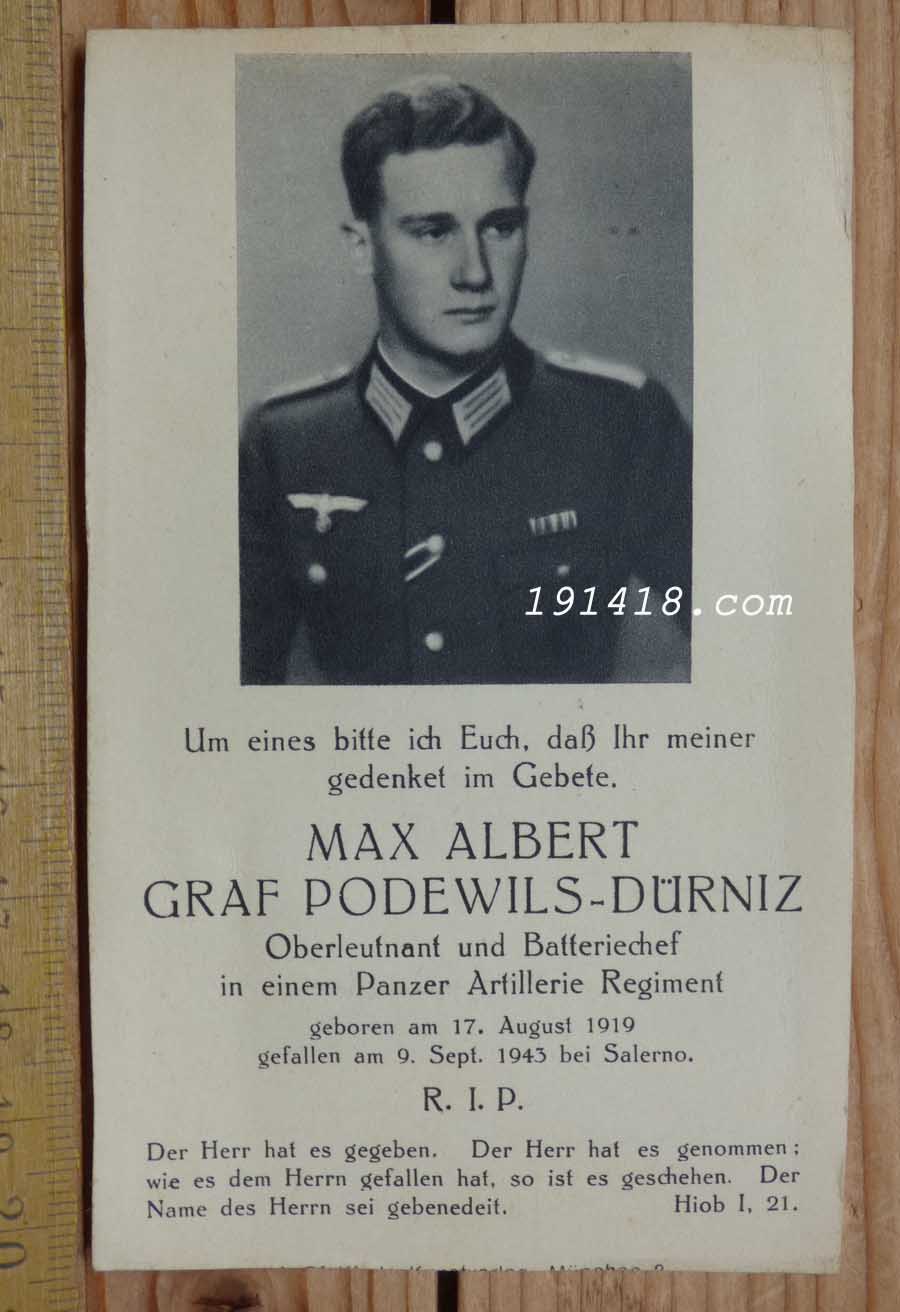 191418.com
Um eines bitte ich Euch, daß Ihr meiner
gedenket im Gebete.
MAX ALBERT
GRAF PODEWILS-DÜRNIZ
Oberleutnant und Batteriechef
in einem Panzer Artillerie Regiment
geboren am 17. August 1919
gefallen am 9. Sept. 1943 bei Salerno.
R. I. P.
Der Herr hat es gegeben. Der Herr hat es genommen;
wie es dem Herrn gefallen hat, so ist es geschehen. Der
Name des Herrn sei gebenedeit. Hiob I, 21.